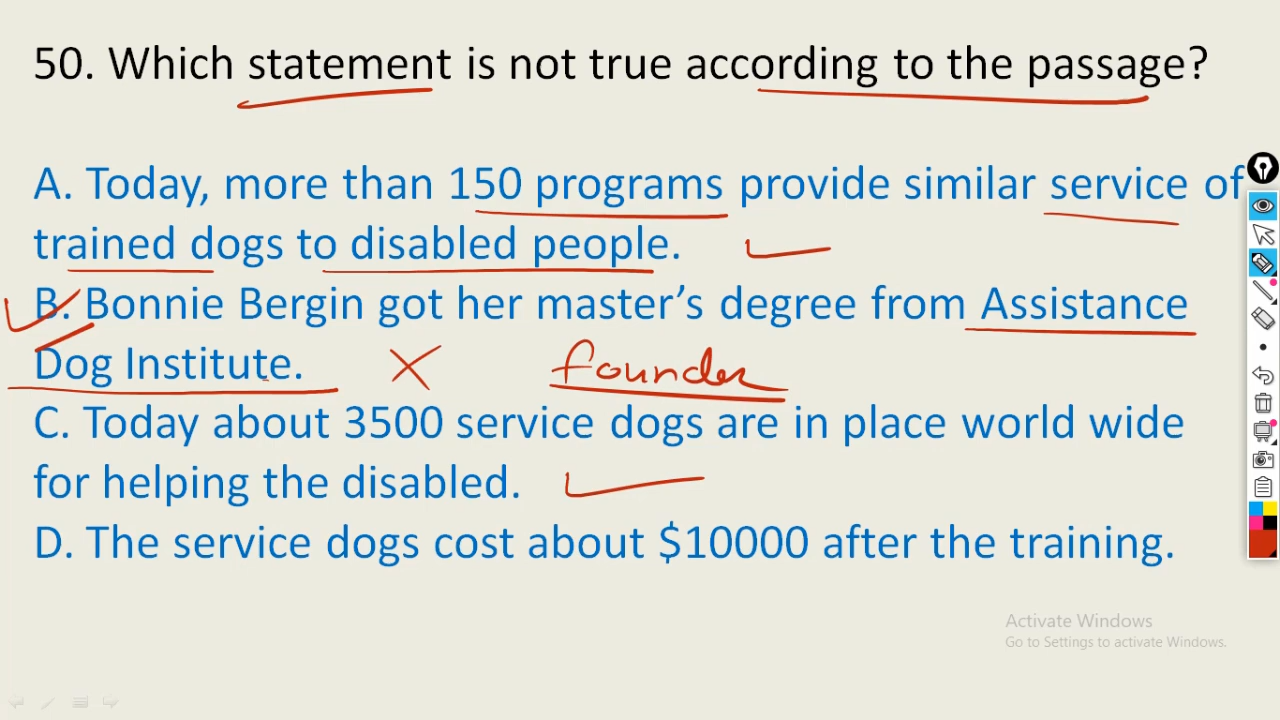 50. Which statement is not true according to the passage?
A. Today, more than 150 programs provide similar service of
trained dogs to disabled people.
B. Bonnie Bergin got her master’s degree from Assistance
Dog Institute.
founder
C. Today about 3500 service dogs are in place world wide
for helping the disabled.
D. The service dogs cost about $10000 after the training.
Activate Windows
Go to Settings to activate Windows.